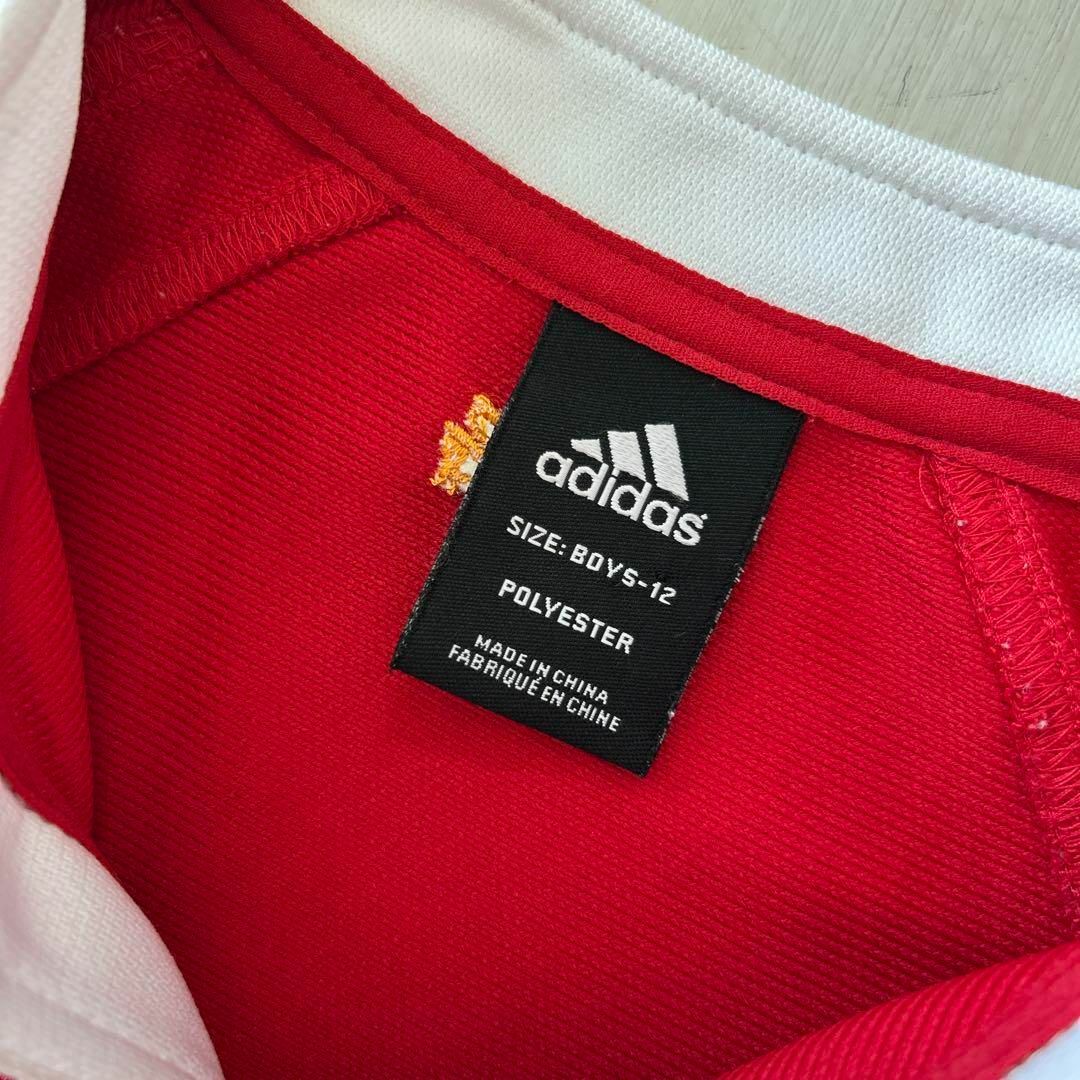 adidas
SIZE: BOYS-12
POLYESTER
MADE IN CHINA
FABRIQUÉ EN CHINE